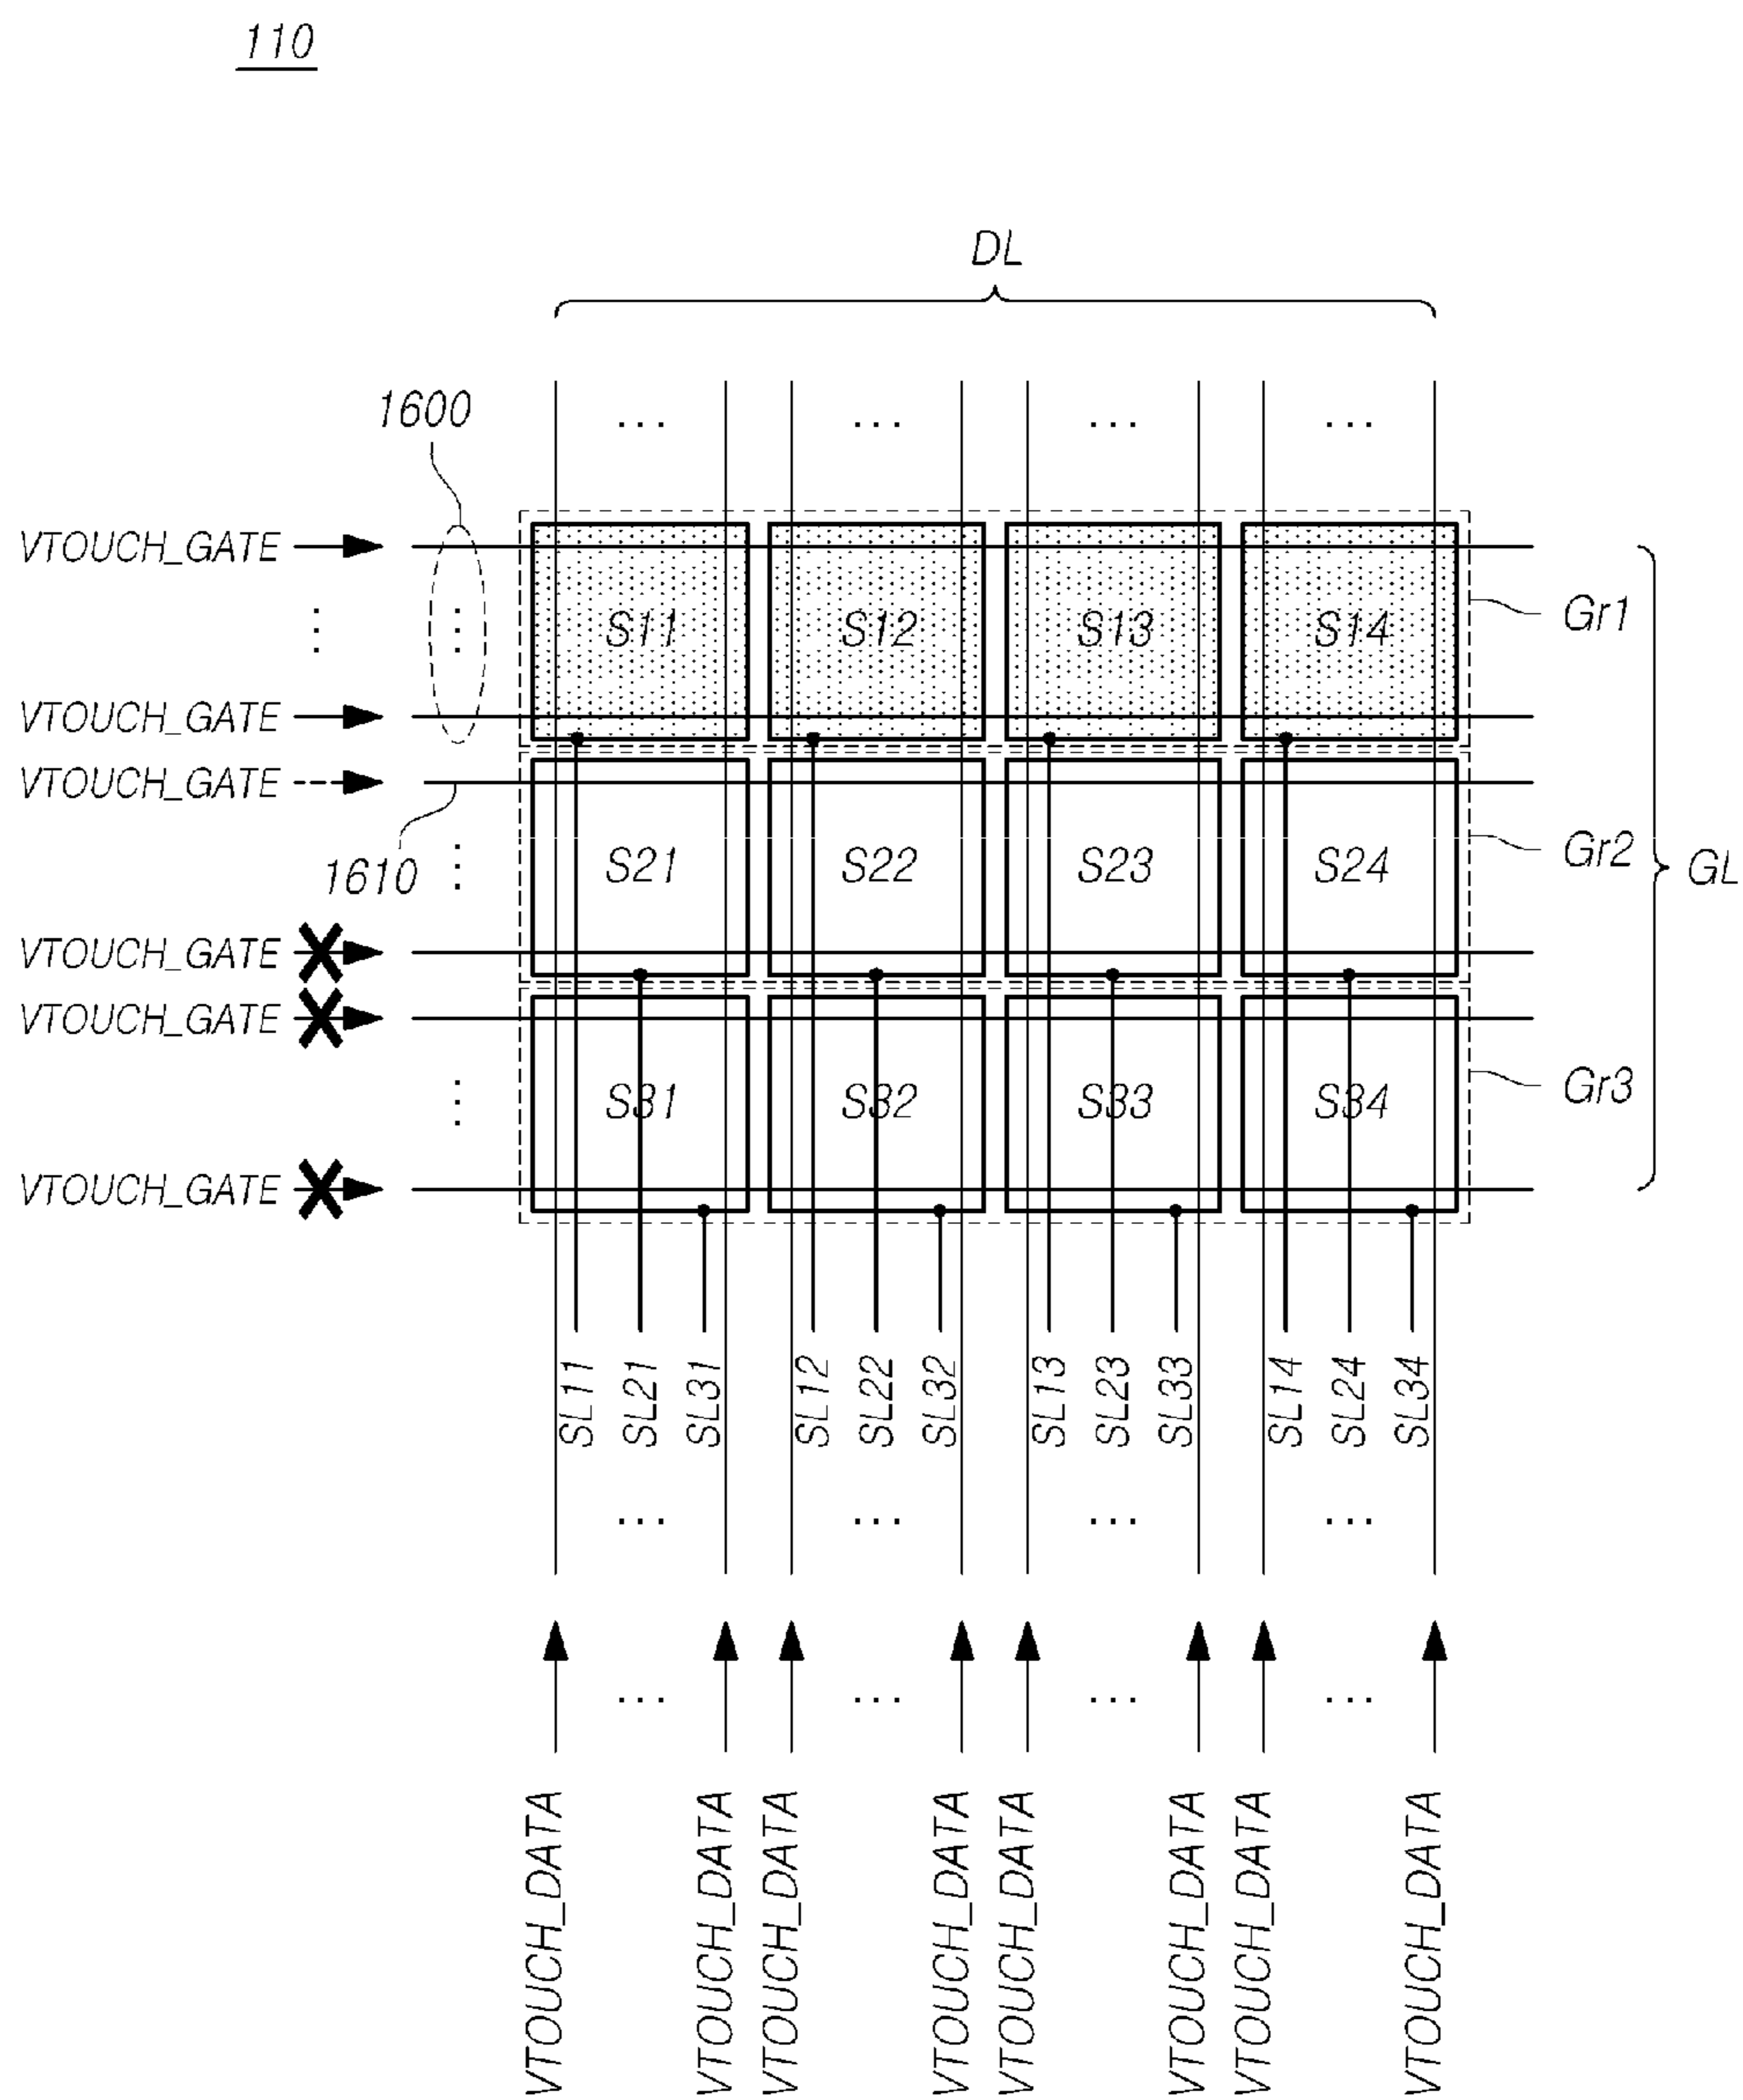 110
DL
1600
VTOUCH_GATE
S11 S12 S13 S14
Gr1
VTOUCH_GATE
VTOUCH_GATE
1610
S21 S22 S23 S24
Gr2
GL
VTOUCH_GATE
VTOUCH_GATE
S31 S32 S33 S34
Gr3
VTOUCH_GATE
SL11 SL21 SL31 SL12 SL22 SL32 SL13 SL23 SL33 SL14 SL24 SL34
VTOUCH_DATA VTOUCH_DATA VTOUCH_DATA VTOUCH_DATA VTOUCH_DATA VTOUCH_DATA VTOUCH_DATA VTOUCH_DATA